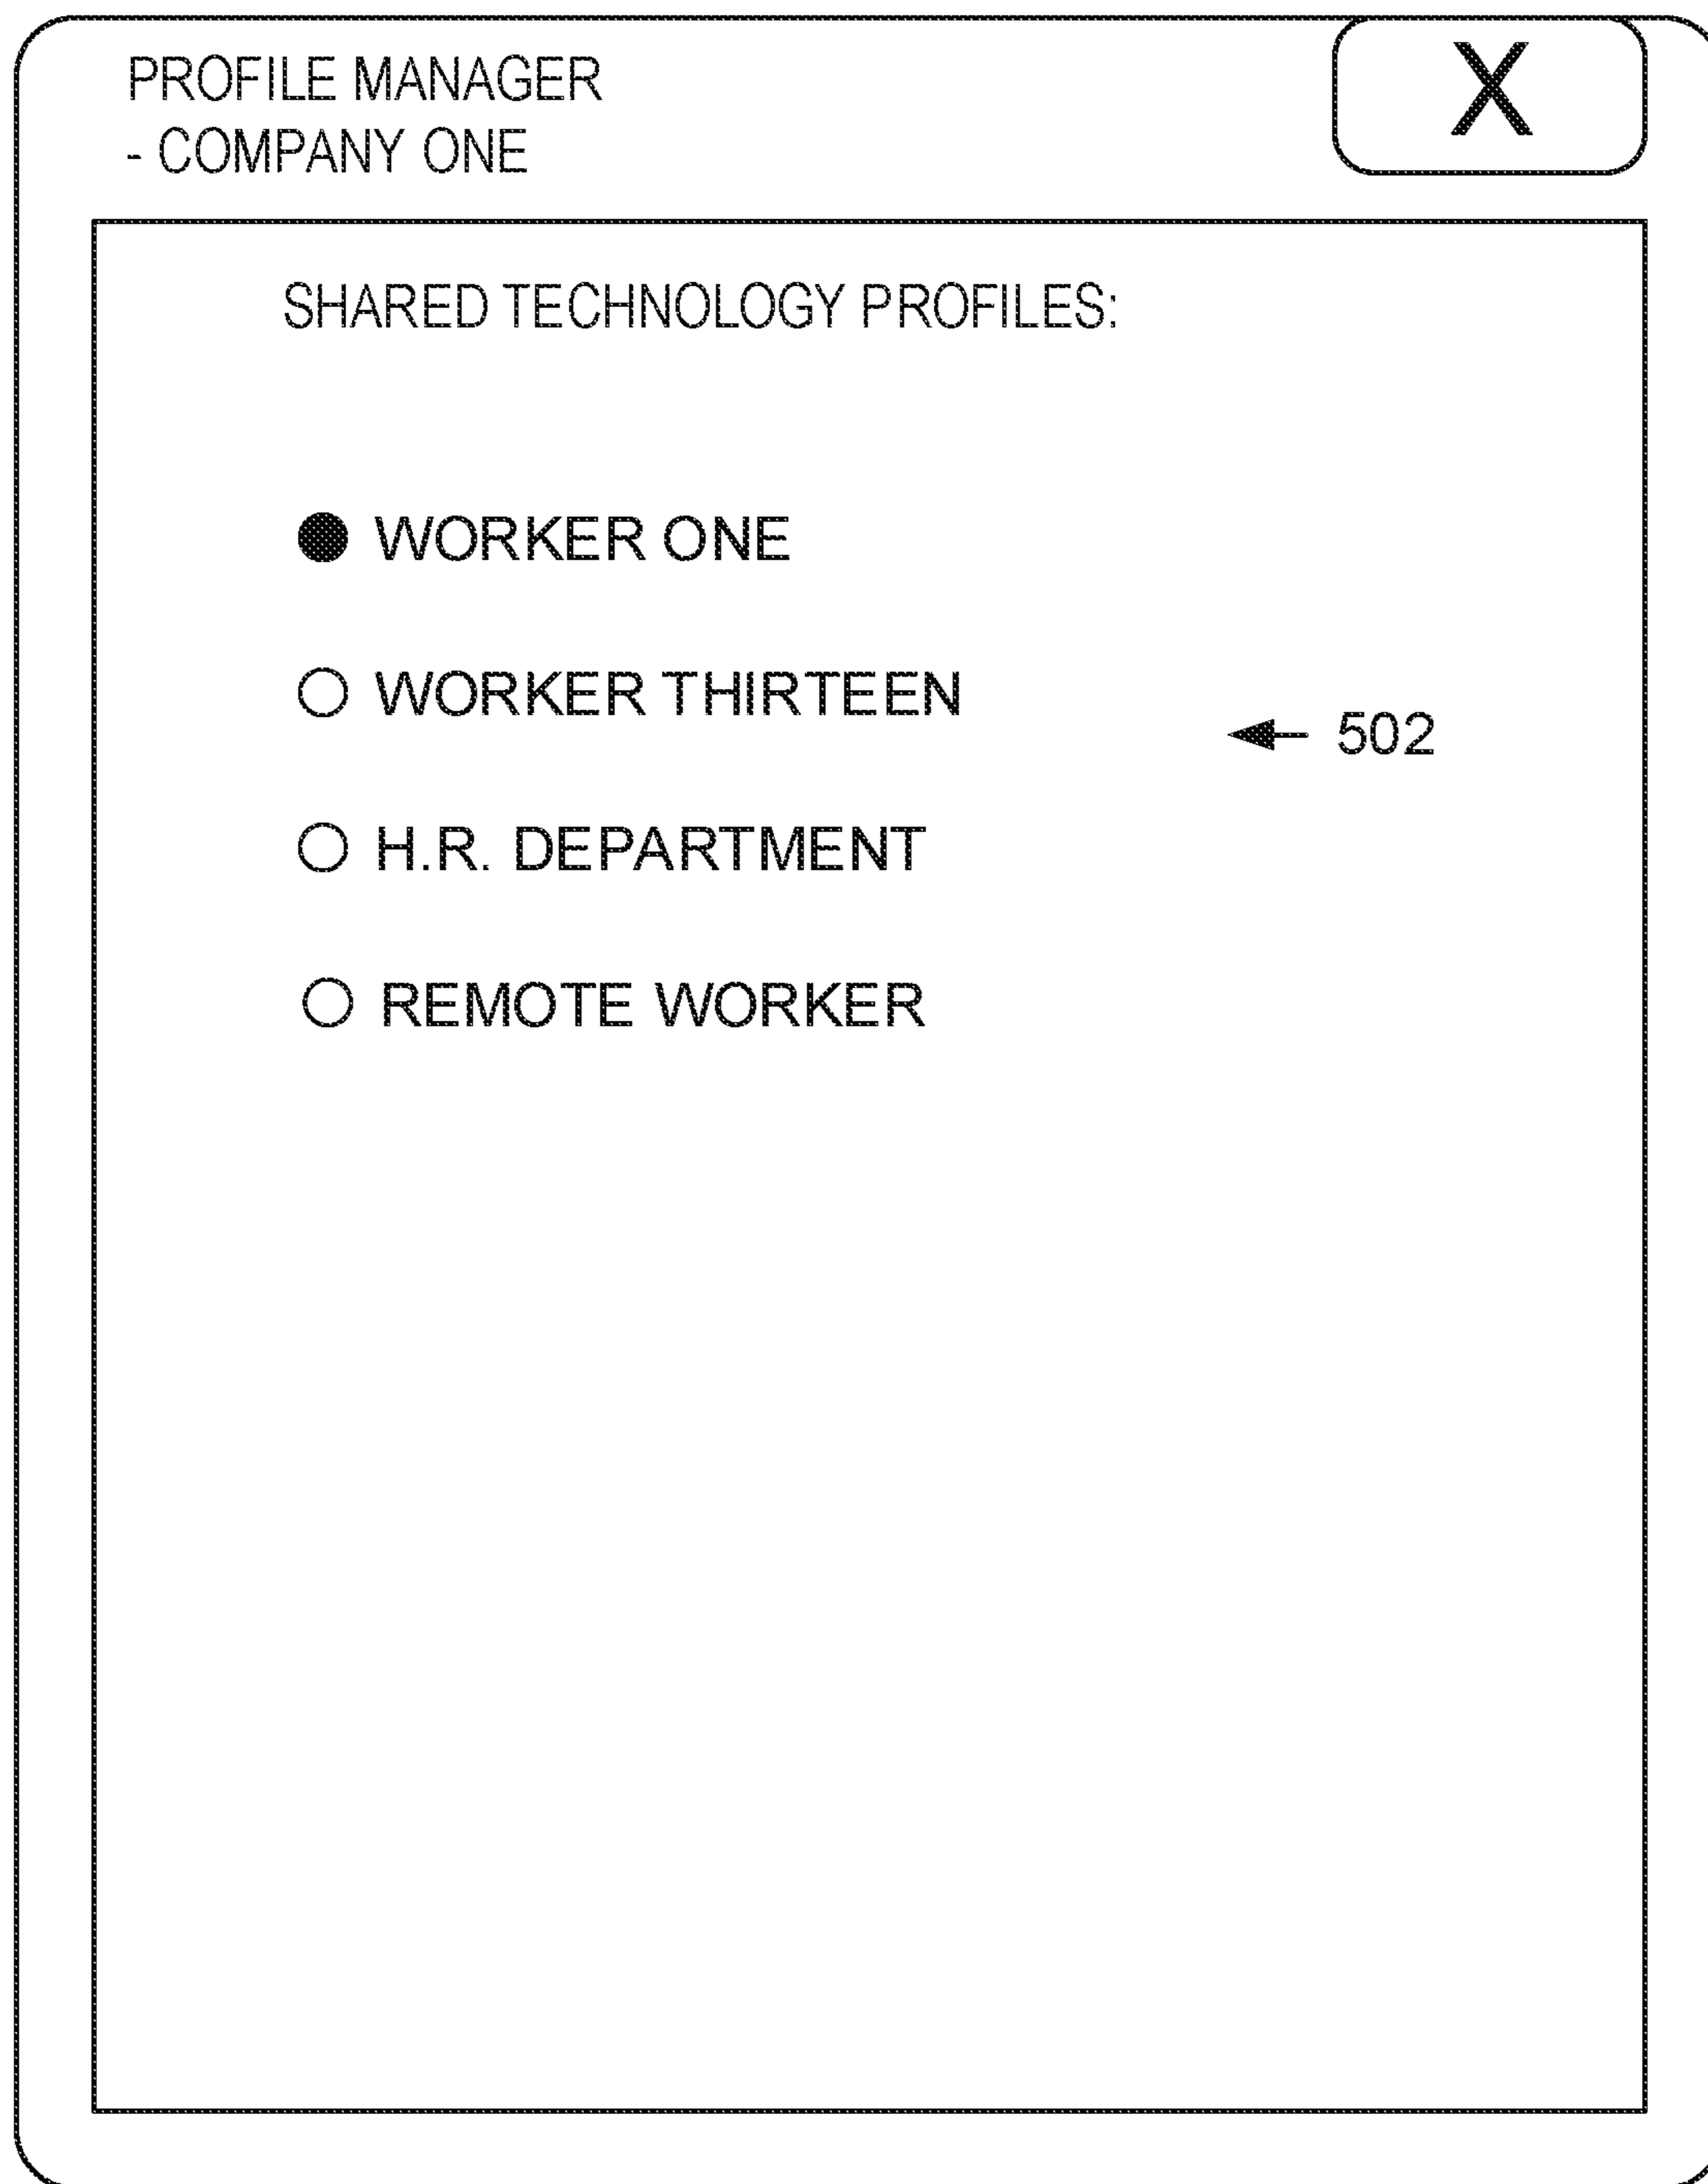 PROFILE MANAGER
- COMPANY ONE
X
SHARED TECHNOLOGY PROFILES:
WORKER ONE
WORKER THIRTEEN
502
H.R. DEPARTMENT
REMOTE WORKER